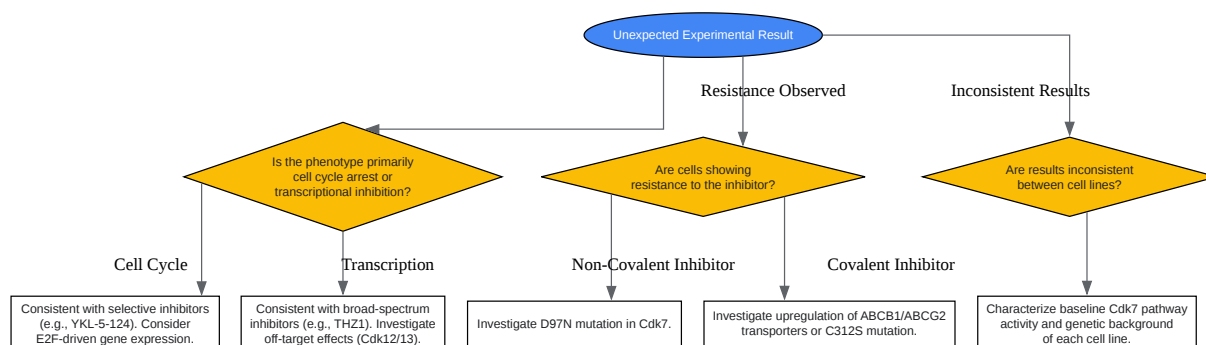 Unexpected Experimental Result
Resistance Observed
Inconsistent Results
Is the phenotype primarily
cell cycle arrest or
transcriptional inhibition?
Are cells showing
resistance to the inhibitor?
Are results inconsistent
between cell lines?
Cell Cycle
Transcription
Non-Covalent Inhibitor
Covalent Inhibitor
Consistent with selective inhibitors
(e.g., YKL-5-124). Consider
E2F-driven gene expression.
Consistent with broad-spectrum
inhibitors (e.g., THZ1). Investigate
off-target effects (Cdk12/13).
Investigate D97N mutation in Cdk7.
Investigate upregulation of ABCB1/ABCG2
transporters or C312S mutation.
Characterize baseline Cdk7 pathway
activity and genetic background
of each cell line.